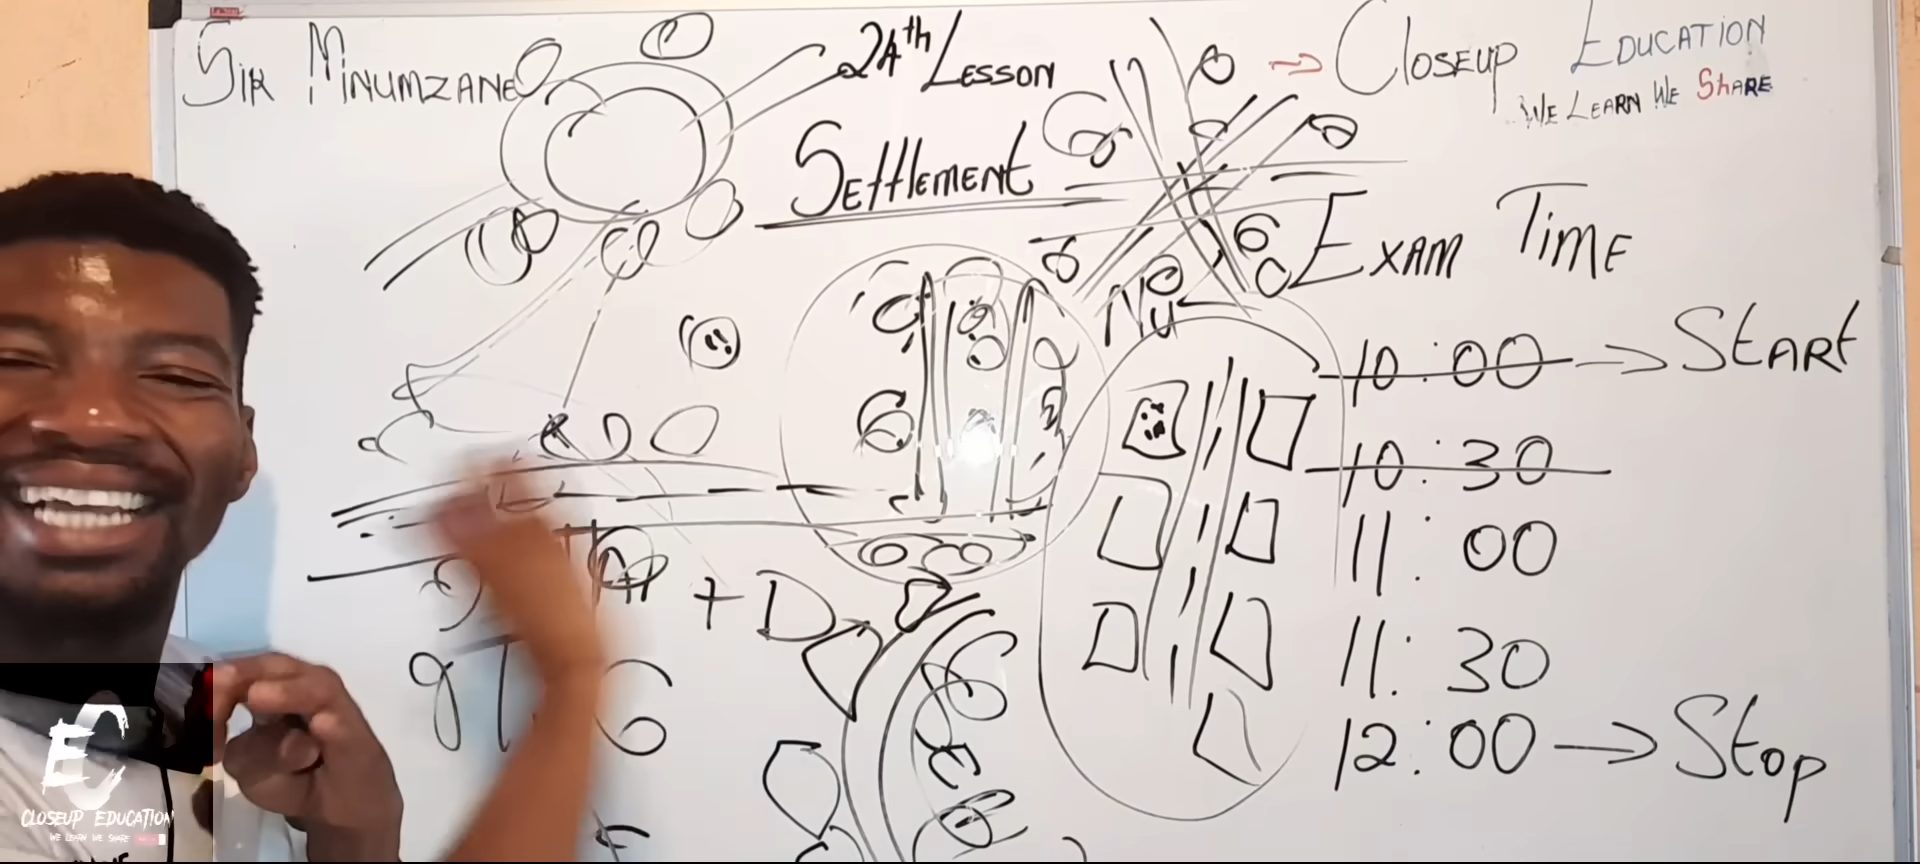 Sir Minumzane
24th Lesson
Closeup Education
We Learn We Share
Settlement
Exam Time
10:00 → Start
10:30
11:00
11:30
12:00 → Stop
+ D
EC
CLOSEUP EDUCATION
WE LEARN WE SHARE